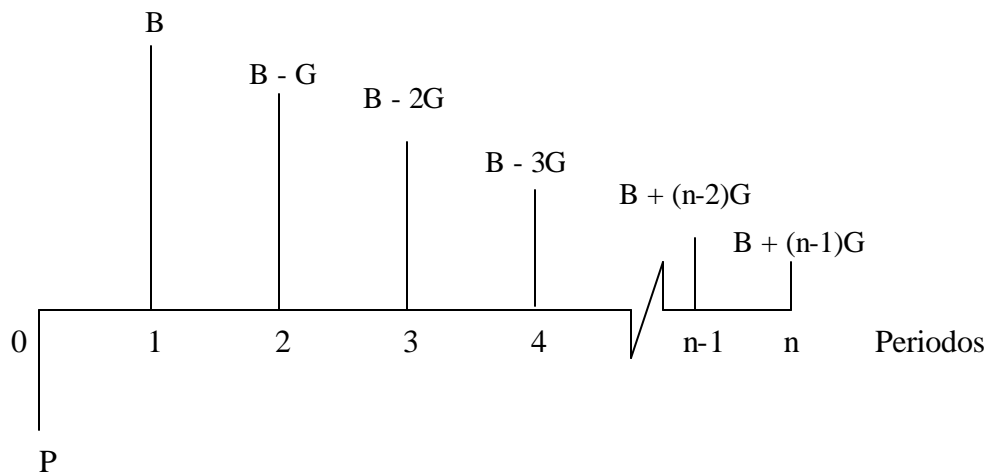 B
B - G
B - 2G
B - 3G
B + (n-2)G
B + (n-1)G
0 1 2 3 4 n-1 n Periodos
P